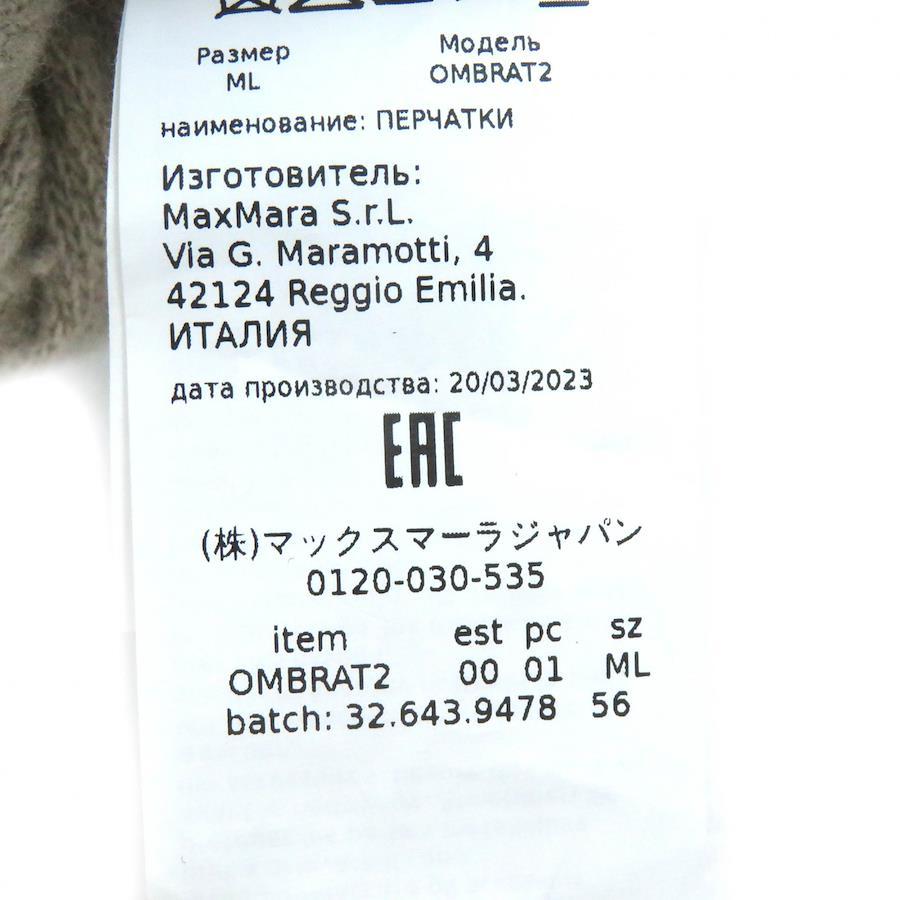 Размер Модель
ML OMBRAT2
наименование: ПЕРЧАТКИ
Изготовитель:
MaxMara S.r.L.
Via G. Maramotti, 4
42124 Reggio Emilia.
ИТАЛИЯ
дата производства: 20/03/2023
EAC
(株)マックスマーラジャパン
0120-030-535
item est pc sz
OMBRAT2 00 01 ML
batch: 32.643.9478 56